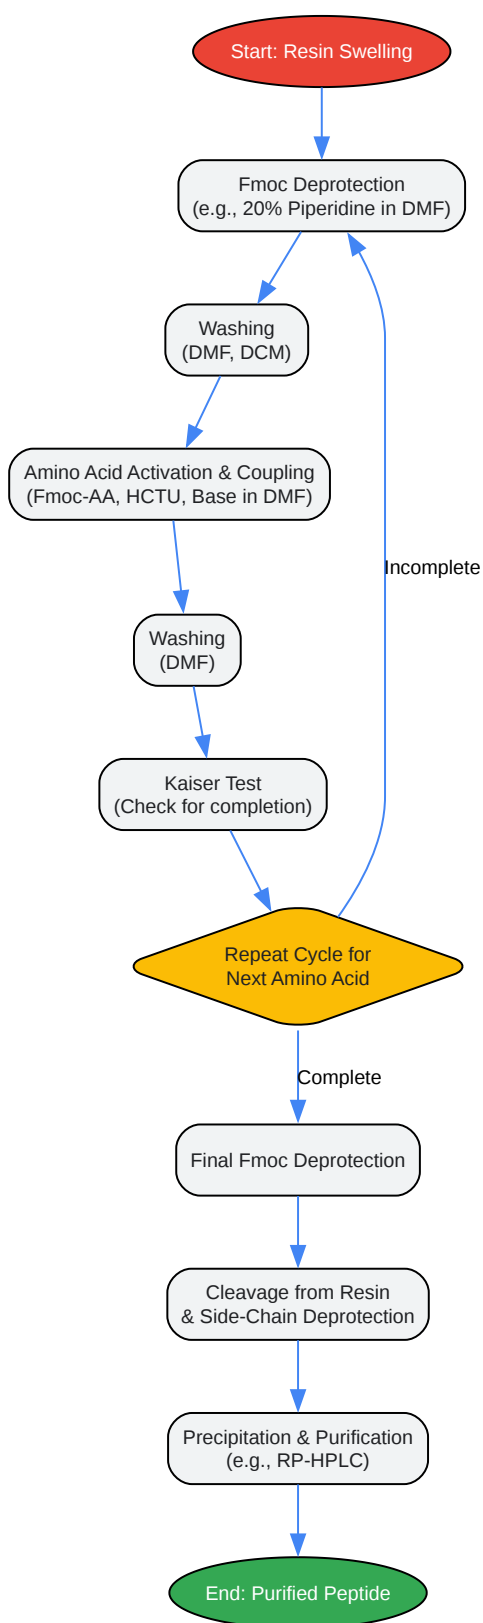 Start: Resin Swelling
Fmoc Deprotection
(e.g., 20% Piperidine in DMF)
Washing
(DMF, DCM)
Amino Acid Activation & Coupling
(Fmoc-AA, HCTU, Base in DMF)
Incomplete
Washing
(DMF)
Kaiser Test
(Check for completion)
Repeat Cycle for
Next Amino Acid
Complete
Final Fmoc Deprotection
Cleavage from Resin
& Side-Chain Deprotection
Precipitation & Purification
(e.g., RP-HPLC)
End: Purified Peptide